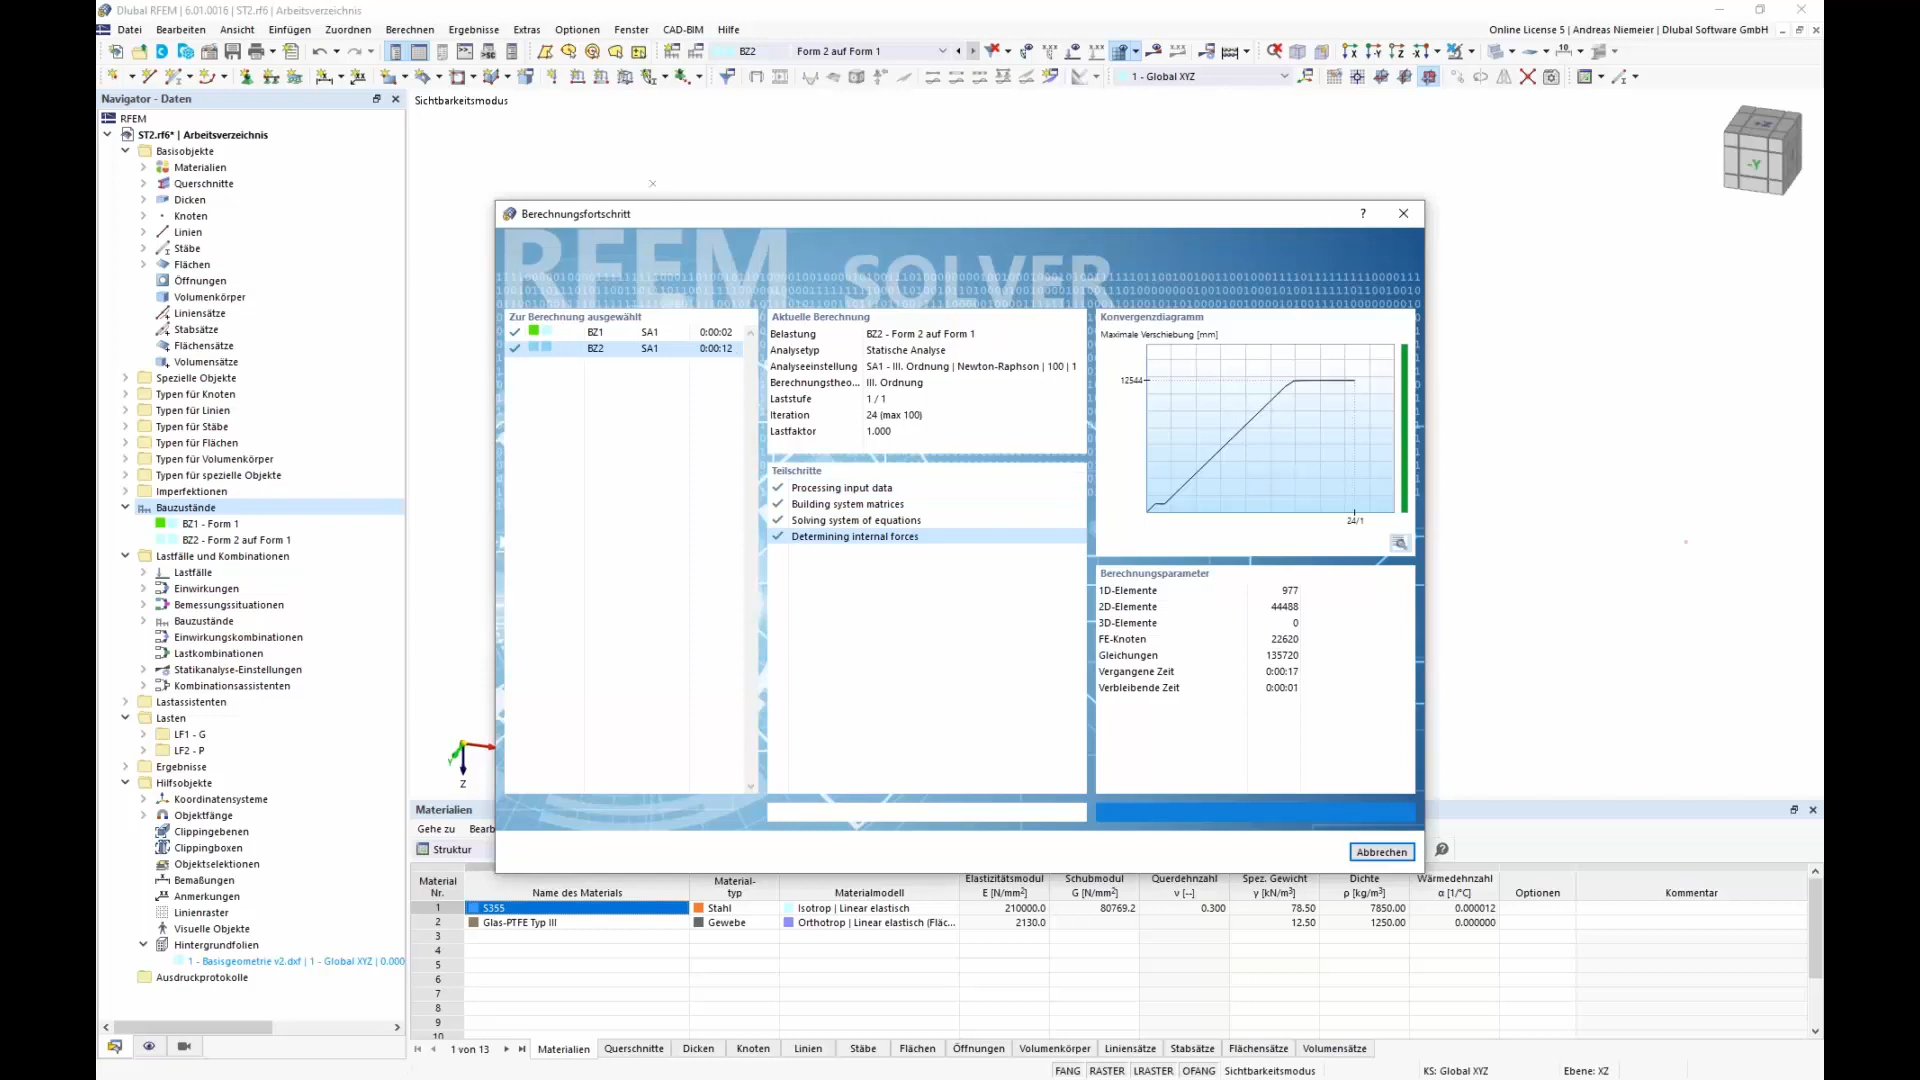 Dlubal RFEM | 6.01.0016 | ST2.rf6* | Arbeitsverzeichnis
Datei Bearbeiten Ansicht Einfügen Zuordnen Berechnen Ergebnisse Extras Optionen Fenster CAD-BIM Hilfe
Online License 5 | Andreas Niemeier | Dlubal Software GmbH
BZ2 Form 2 auf Form 1
1 - Global XYZ
Navigator - Daten
Sichtbarkeitsmodus
RFEM
ST2.rf6* | Arbeitsverzeichnis
Basisobjekte
Materialien
Querschnitte
Dicken
Knoten
Linien
Stäbe
Flächen
Öffnungen
Volumenkörper
Liniensätze
Stabsätze
Flächensätze
Volumensätze
Spezielle Objekte
Typen für Knoten
Typen für Linien
Typen für Stäbe
Typen für Flächen
Typen für Volumenkörper
Typen für spezielle Objekte
Imperfektionen
Bauzustände
BZ1 - Form 1
BZ2 - Form 2 auf Form 1
Lastfälle und Kombinationen
Lastfälle
Einwirkungen
Bemessungssituationen
Bauzustände
Einwirkungskombinationen
Lastkombinationen
Statikanalyse-Einstellungen
Kombinationsassistenten
Lastassistenten
Lasten
LF1 - G
LF2 - P
Ergebnisse
Hilfsobjekte
Koordinatensysteme
Objektfänge
Clippingebenen
Clippingboxen
Objektselektionen
Bemaßungen
Anmerkungen
Linienraster
Visuelle Objekte
Hintergrundfolien
1 - Basisgeometrie v2.dxf | 1 - Global XYZ | 0.000
Ausdruckprotokolle
+Z
-Y
Z
Berechnungsfortschritt
?
RFEM SOLVER
Zur Berechnung ausgewählt
BZ1 SA1 0:00:02
BZ2 SA1 0:00:12
Aktuelle Berechnung
Belastung BZ2 - Form 2 auf Form 1
Analysetyp Statische Analyse
Analyseeinstellung SA1 - III. Ordnung | Newton-Raphson | 100 | 1
Berechnungstheo... III. Ordnung
Laststufe 1 / 1
Iteration 24 (max 100)
Lastfaktor 1.000
Teilschritte
Processing input data
Building system matrices
Solving system of equations
Determining internal forces
Konvergenzdiagramm
Maximale Verschiebung [mm]
12544
24/1
Berechnungsparameter
1D-Elemente 977
2D-Elemente 44488
3D-Elemente 0
FE-Knoten 22620
Gleichungen 135720
Vergangene Zeit 0:00:17
Verbleibende Zeit 0:00:01
Abbrechen
Materialien
Gehe zu Bearb
Struktur
Material Nr. Name des Materials Material-typ Materialmodell Elastizitätsmodul E [N/mm²] Schubmodul G [N/mm²] Querdehnzahl ν [--] Spez. Gewicht γ [kN/m³] Dichte ρ [kg/m³] Wärmedehnzahl α [1/°C] Optionen Kommentar
1 S355 Stahl Isotrop | Linear elastisch 210000.0 80769.2 0.300 78.50 7850.00 0.000012
2 Glas-PTFE Typ III Gewebe Orthotrop | Linear elastisch (Fläc... 2130.0 12.50 1250.00 0.000000
3
4
5
6
7
8
9
10
1 von 13 Materialien Querschnitte Dicken Knoten Linien Stäbe Flächen Öffnungen Volumenkörper Liniensätze Stabsätze Flächensätze Volumensätze
FANG RASTER LRASTER OFANG Sichtbarkeitsmodus KS: Global XYZ Ebene: XZ